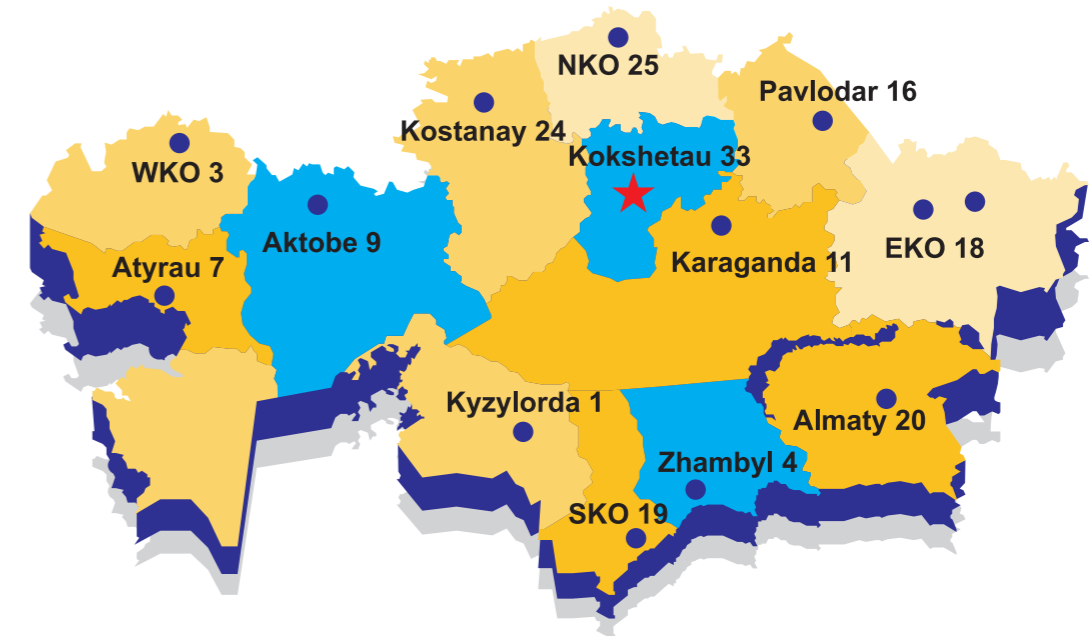 NKO 25
Pavlodar 16
Kostanay 24
Kokshetau 33
WKO 3
Aktobe 9
EKO 18
Karaganda 11
Atyrau 7
Kyzylorda 1
Almaty 20
Zhambyl 4
SKO 19